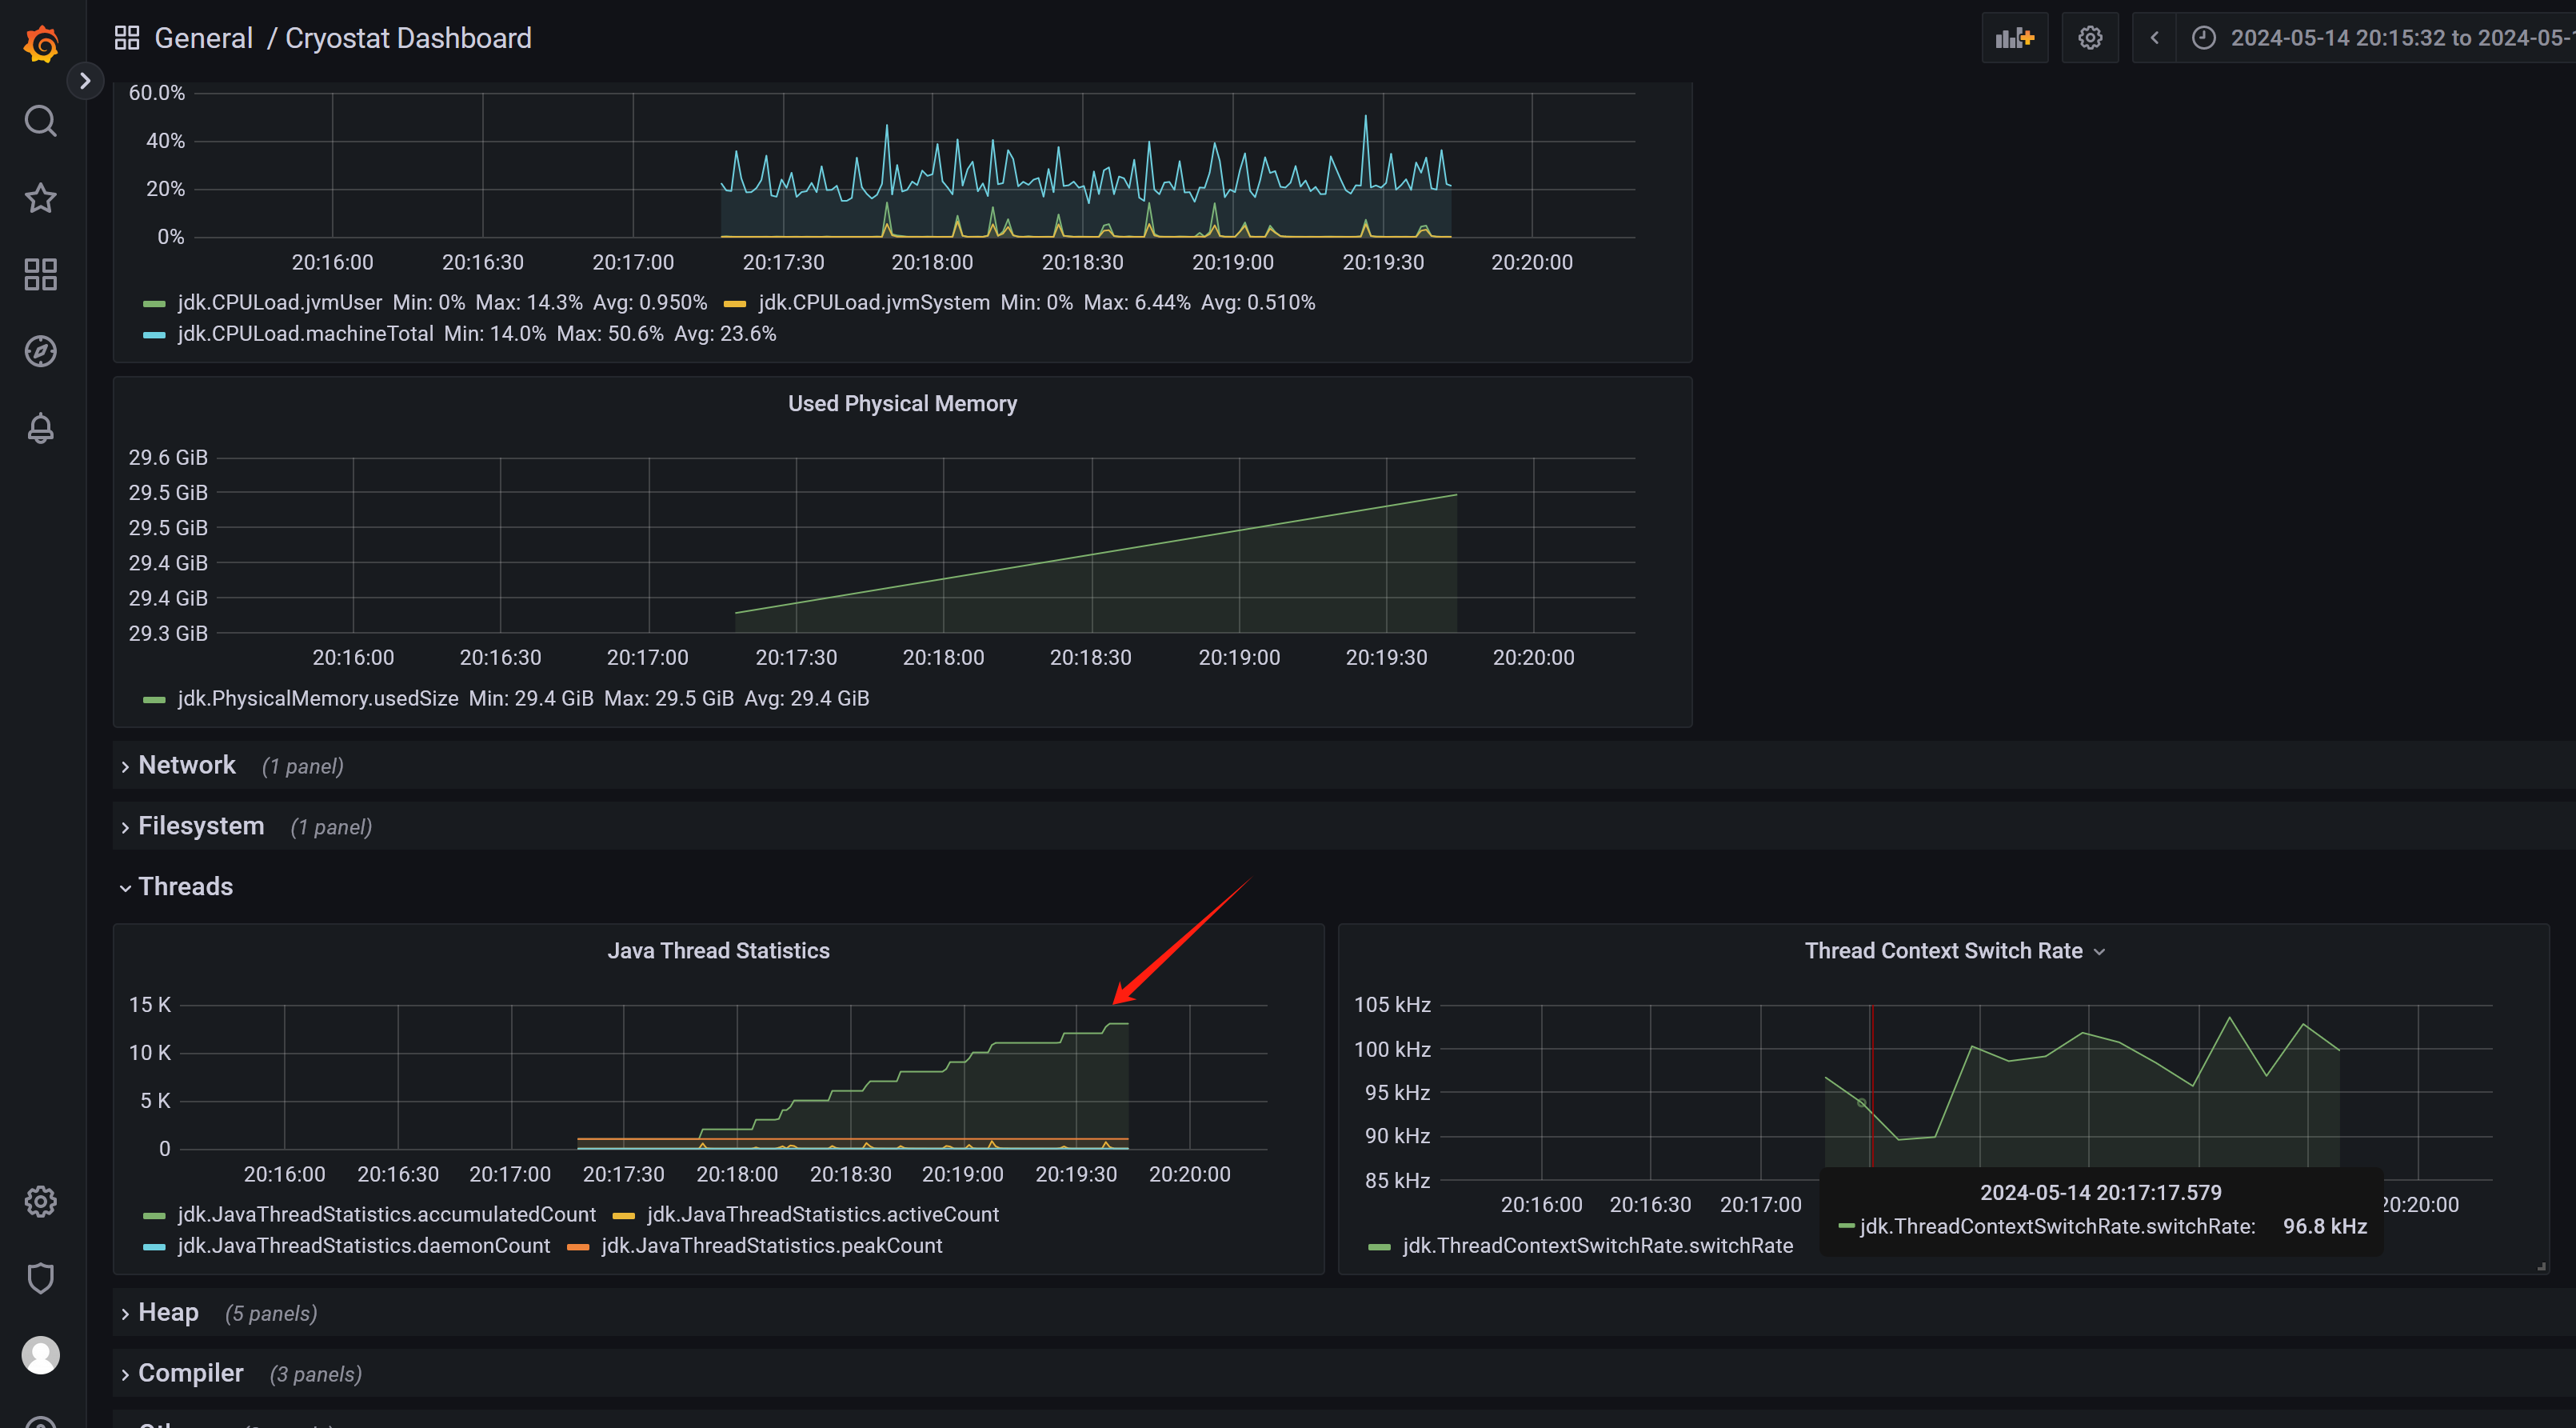 General / Cryostat Dashboard
2024-05-14 20:15:32 to 2024-05-
60.0%
40%
20%
0%
20:16:00 20:16:30 20:17:00 20:17:30 20:18:00 20:18:30 20:19:00 20:19:30 20:20:00
jdk.CPULoad.jvmUser Min: 0% Max: 14.3% Avg: 0.950% jdk.CPULoad.jvmSystem Min: 0% Max: 6.44% Avg: 0.510%
jdk.CPULoad.machineTotal Min: 14.0% Max: 50.6% Avg: 23.6%
Used Physical Memory
29.6 GiB
29.5 GiB
29.5 GiB
29.4 GiB
29.4 GiB
29.3 GiB
20:16:00 20:16:30 20:17:00 20:17:30 20:18:00 20:18:30 20:19:00 20:19:30 20:20:00
jdk.PhysicalMemory.usedSize Min: 29.4 GiB Max: 29.5 GiB Avg: 29.4 GiB
Network (1 panel)
Filesystem (1 panel)
Threads
Java Thread Statistics
15 K
10 K
5 K
0
20:16:00 20:16:30 20:17:00 20:17:30 20:18:00 20:18:30 20:19:00 20:19:30 20:20:00
jdk.JavaThreadStatistics.accumulatedCount jdk.JavaThreadStatistics.activeCount
jdk.JavaThreadStatistics.daemonCount jdk.JavaThreadStatistics.peakCount
Thread Context Switch Rate
105 kHz
100 kHz
95 kHz
90 kHz
85 kHz
20:16:00 20:16:30 20:17:00 20:20:00
2024-05-14 20:17:17.579
jdk.ThreadContextSwitchRate.switchRate: 96.8 kHz
jdk.ThreadContextSwitchRate.switchRate
Heap (5 panels)
Compiler (3 panels)